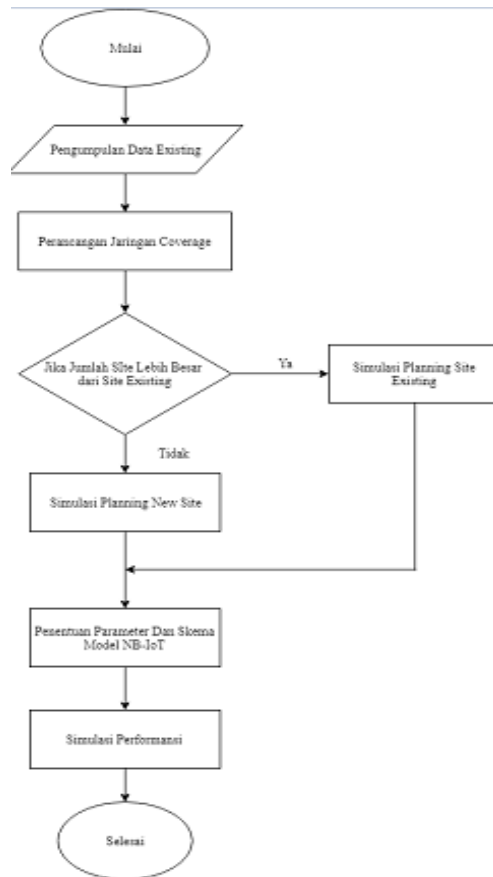 Mulai
Pengumpulan Data Existing
Perancangan Jaringan Coverage
Jika Jumlah SIte Lebih Besar
dari Site Existing
Ya
Simulasi Planning Site
Existing
Tidak
Simulasi Planning New Site
Penentuan Parameter Dan Skema
Model NB-IoT
Simulasi Performansi
Selesai